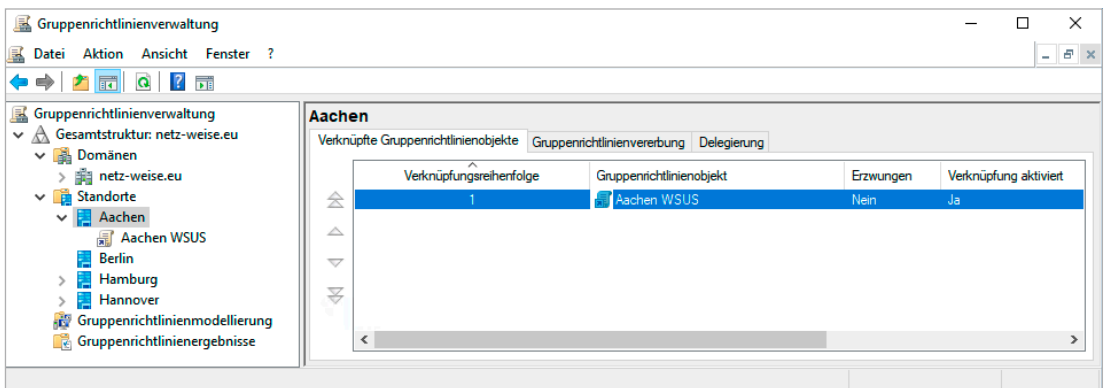 Gruppenrichtlinienverwaltung
Datei Aktion Ansicht Fenster ?
Gruppenrichtlinienverwaltung
Gesamtstruktur: netz-weise.eu
Domänen
netz-weise.eu
Standorte
Aachen
Aachen WSUS
Berlin
Hamburg
Hannover
Gruppenrichtlinienmodellierung
Gruppenrichtlinienergebnisse
Aachen
Verknüpfte Gruppenrichtlinienobjekte Gruppenrichtlinienvererbung Delegierung
Verknüpfungsreihenfolge Gruppenrichtlinienobjekt Erzwungen Verknüpfung aktiviert
1 Aachen WSUS Nein Ja